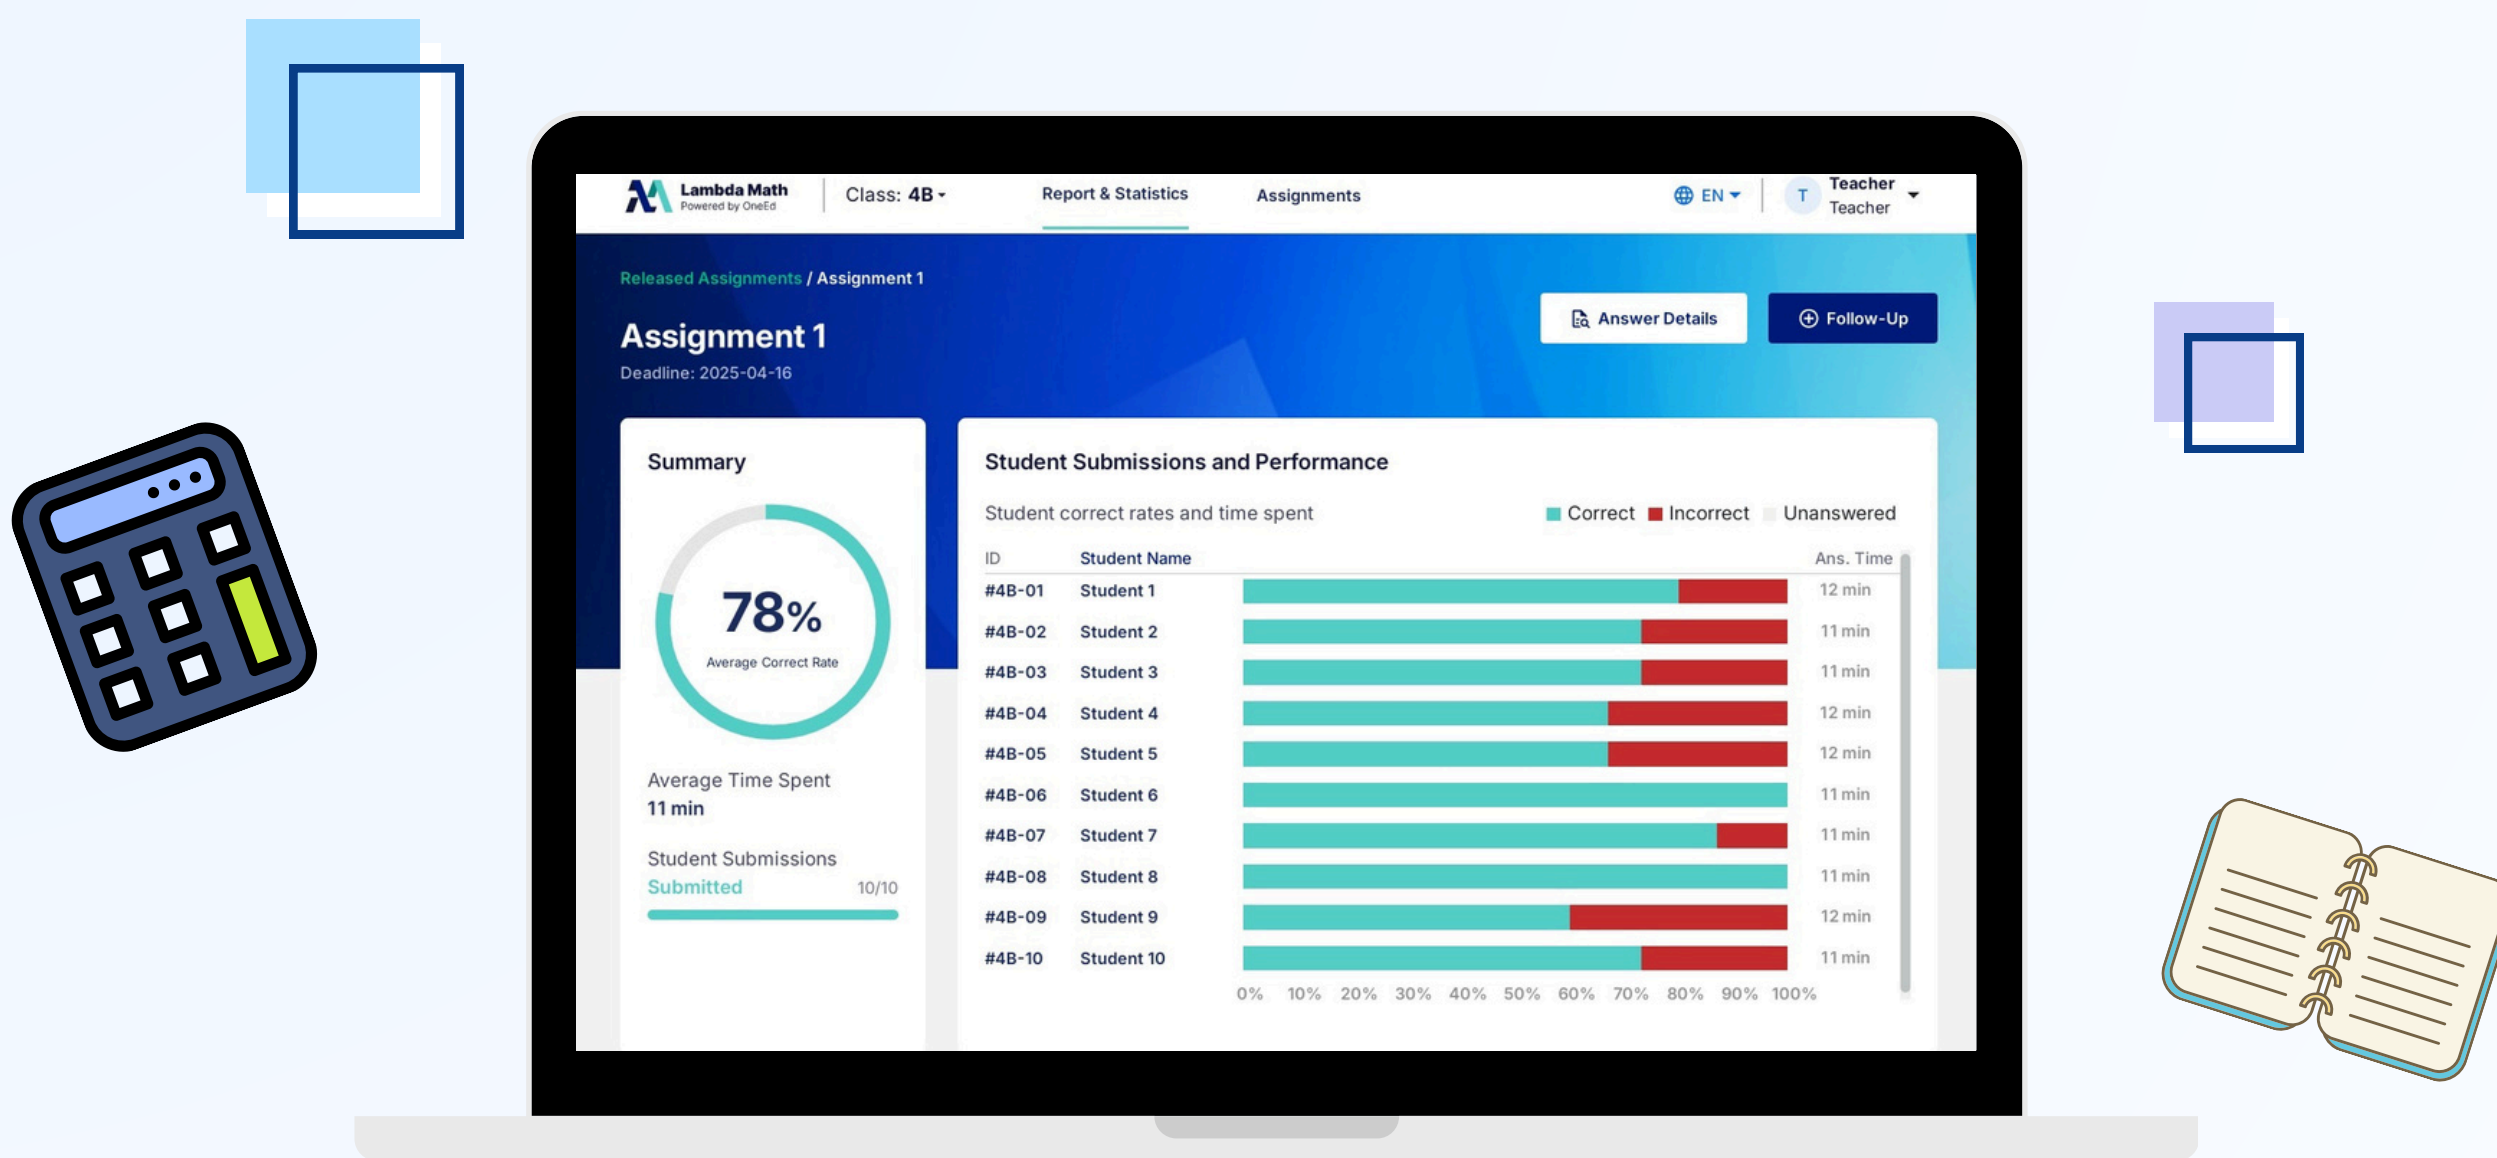 Lambda Math
Powered by OneEd
Class: 4B
Report & Statistics
Assignments
EN
T
Teacher
Teacher
Released Assignments / Assignment 1
Assignment 1
Deadline: 2025-04-16
Answer Details
Follow-Up
Summary
78%
Average Correct Rate
Average Time Spent
11 min
Student Submissions
Submitted 10/10
Student Submissions and Performance
Student correct rates and time spent
Correct Incorrect Unanswered
ID Student Name Ans. Time
#4B-01 Student 1 12 min
#4B-02 Student 2 11 min
#4B-03 Student 3 11 min
#4B-04 Student 4 12 min
#4B-05 Student 5 12 min
#4B-06 Student 6 11 min
#4B-07 Student 7 11 min
#4B-08 Student 8 11 min
#4B-09 Student 9 12 min
#4B-10 Student 10 11 min
0% 10% 20% 30% 40% 50% 60% 70% 80% 90% 100%